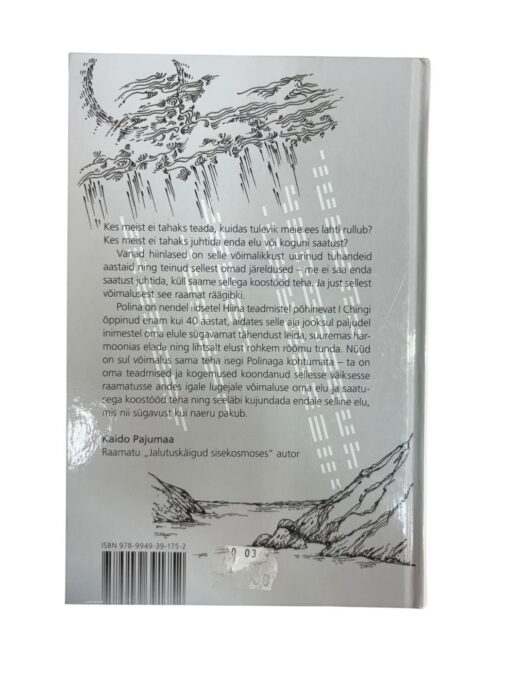 Kes meist ei tahaks teada, kuidas tulevik meie ees lahti rullub?
Kes meist ei tahaks juhtida enda elu või koguni saatust?
Vanad hiinlased on selle võimalikkust uurinud tuhandeid
aastaid ning teinud sellest omad järeldused – me ei saa enda
saatust juhtida, küll saame sellega koostööd teha. Ja just sellest
võimalusest see raamat räägibki.
Polina on nendel iidsetel Hiina teadmistel põhinevat I Chingi
õppinud enam kui 40 aastat, aidates selle aja jooksul paljudel
inimestel oma elule sügavamat tähendust leida, suuremas har-
moonias elada ning lihtsalt elust rohkem rõõmu tunda. Nüüd
on sul võimalus sama teha isegi Polinaga kohtumata – ta on
oma teadmised ja kogemused koondanud sellesse väiksesse
raamatusse andes igale lugejale võimaluse oma elu ja saatu-
sega koostööd teha ning seeläbi kujundada endale selline elu,
mis nii sügavust kui naeru pakub.
Kaido Pajumaa
Raamatu „Jalutuskäigud sisekosmoses" autor
ISBN 978-9949-39-175-2
0 03